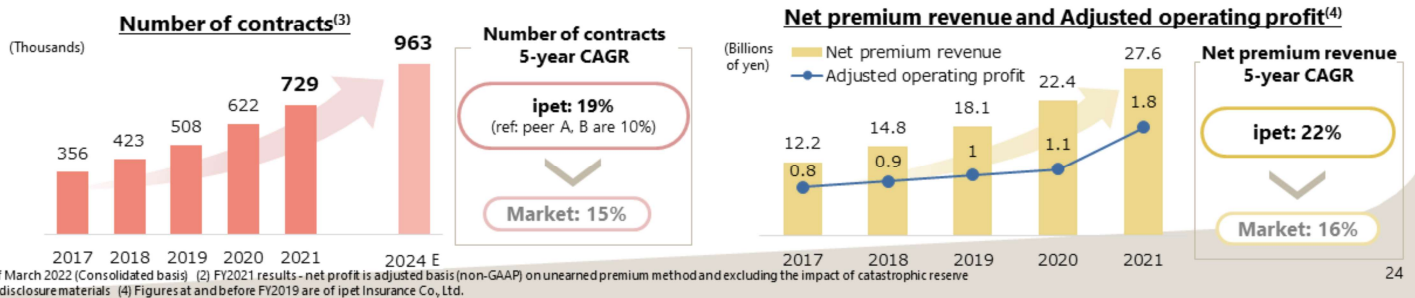 Number of contracts(3)
(Thousands)
356
423
508
622
729
963
2017
2018
2019
2020
2021
2024 E
Number of contracts
5-year CAGR
ipet: 19%
(ref: peer A, B are 10%)
Market: 15%
Net premium revenue and Adjusted operating profit(4)
(Billions
of yen)
Net premium revenue
Adjusted operating profit
12.2
14.8
18.1
22.4
27.6
0.8
0.9
1
1.1
1.8
2017
2018
2019
2020
2021
Net premium revenue
5-year CAGR
ipet: 22%
Market: 16%
March 2022 (Consolidated basis) (2) FY2021 results - net profit is adjusted basis (non-GAAP) on unearned premium method and excluding the impact of catastrophic reserve
disclosure materials (4) Figures at and before FY2019 are of ipet Insurance Co., Ltd.
24